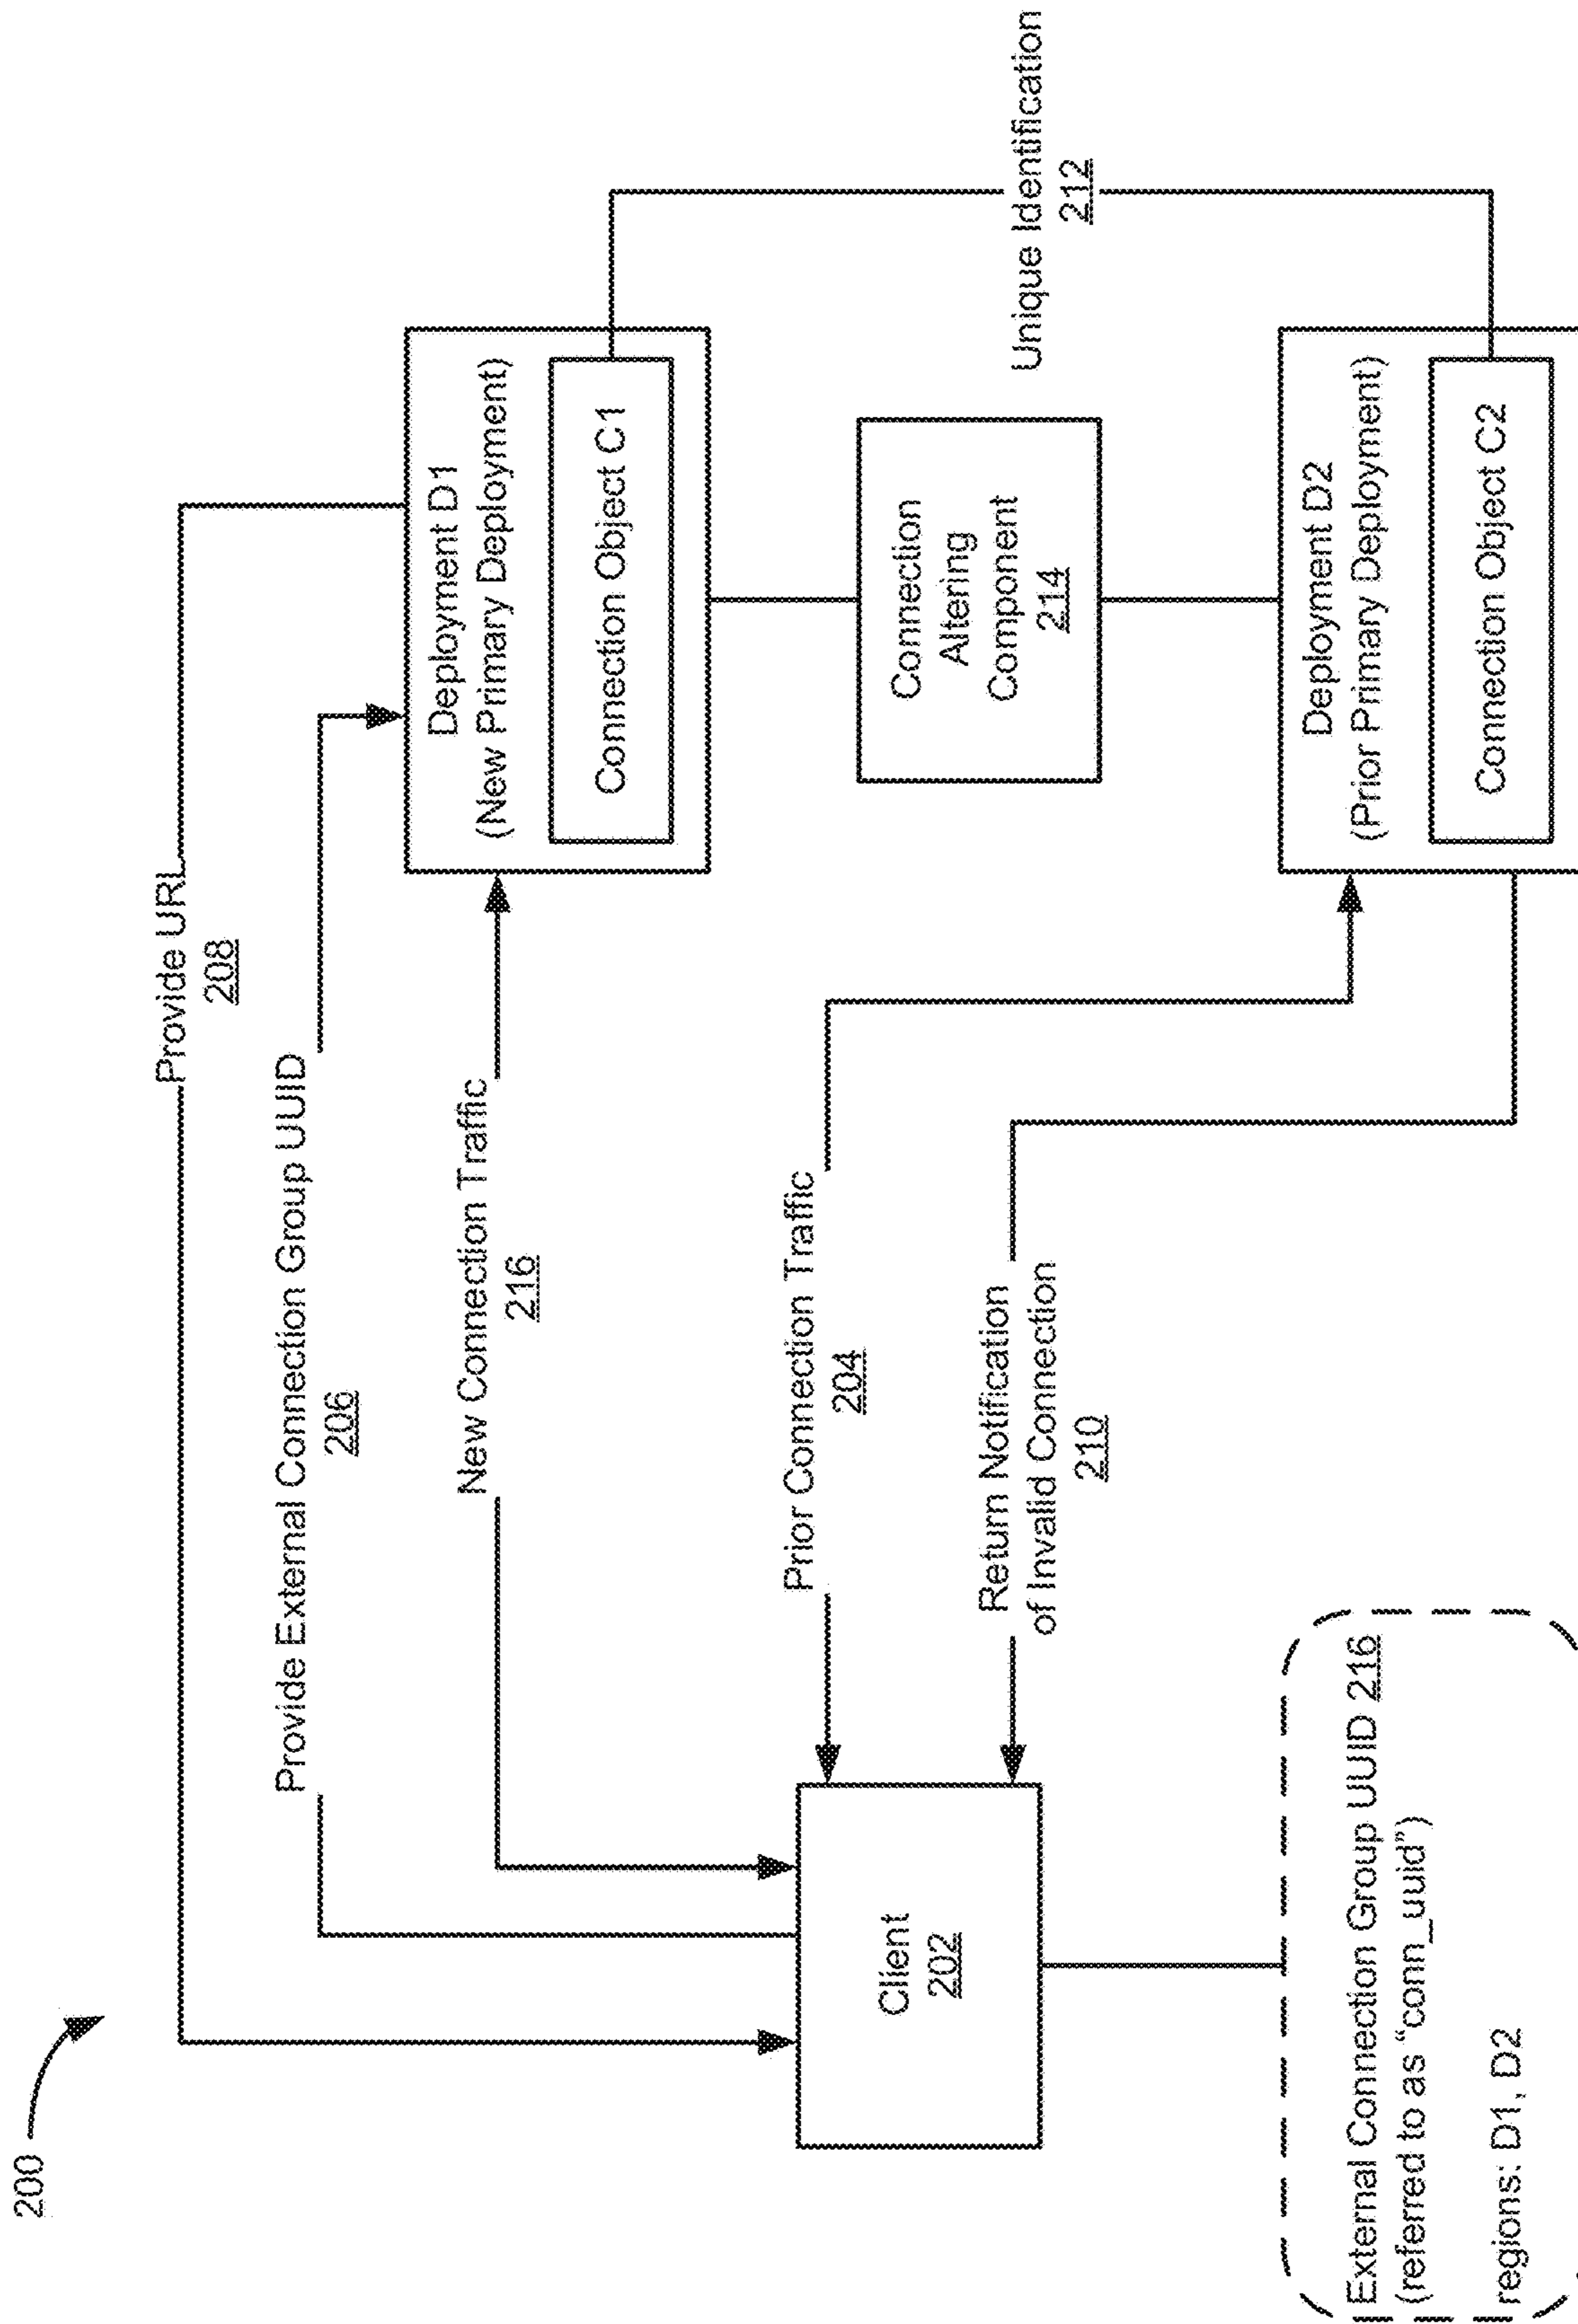 200
Provide URL
208
Provide External Connection Group UUID
206
New Connection Traffic
216
Prior Connection Traffic
204
Return Notification
of Invalid Connection
210
Client
202
External Connection Group UUID 216
(referred to as "conn_uuid")
regions: D1, D2
Deployment D1
(New Primary Deployment)
Connection Object C1
Connection
Altering
Component
214
Deployment D2
(Prior Primary Deployment)
Connection Object C2
Unique Identification
212